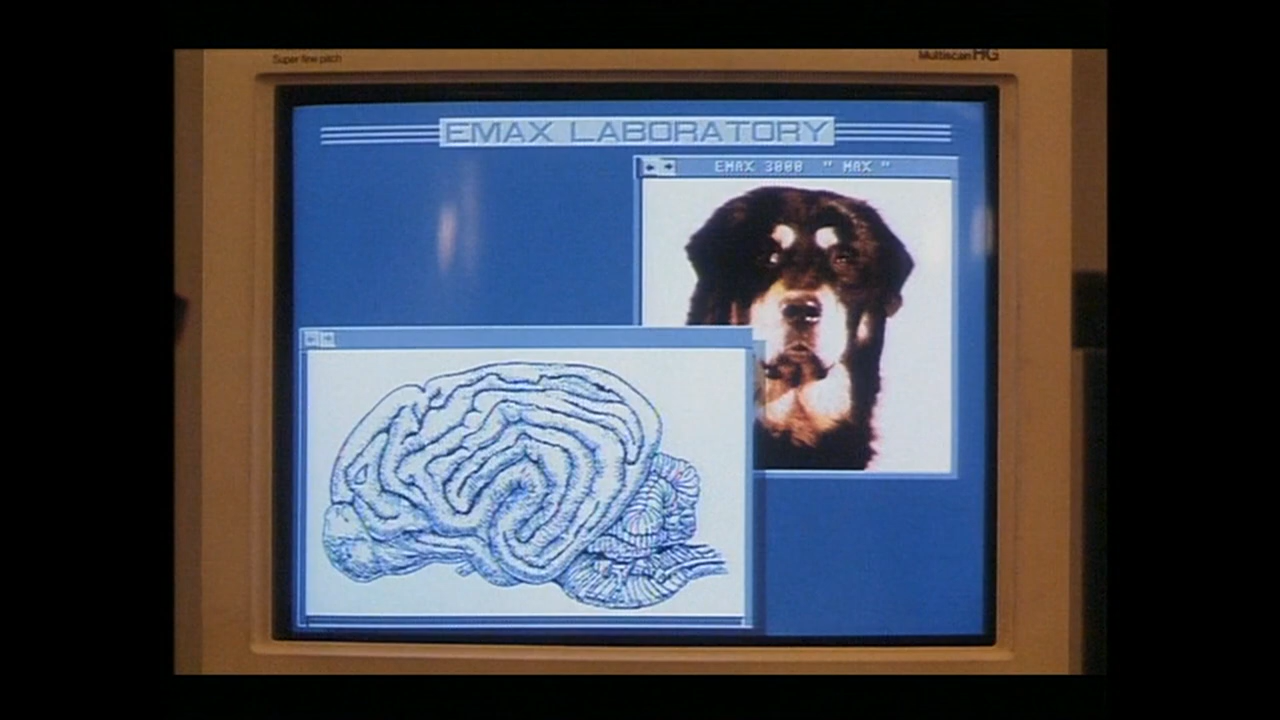 Super fine pitch
Multiscan HG
EMAX LABORATORY
EMAX 3000 " MAX "